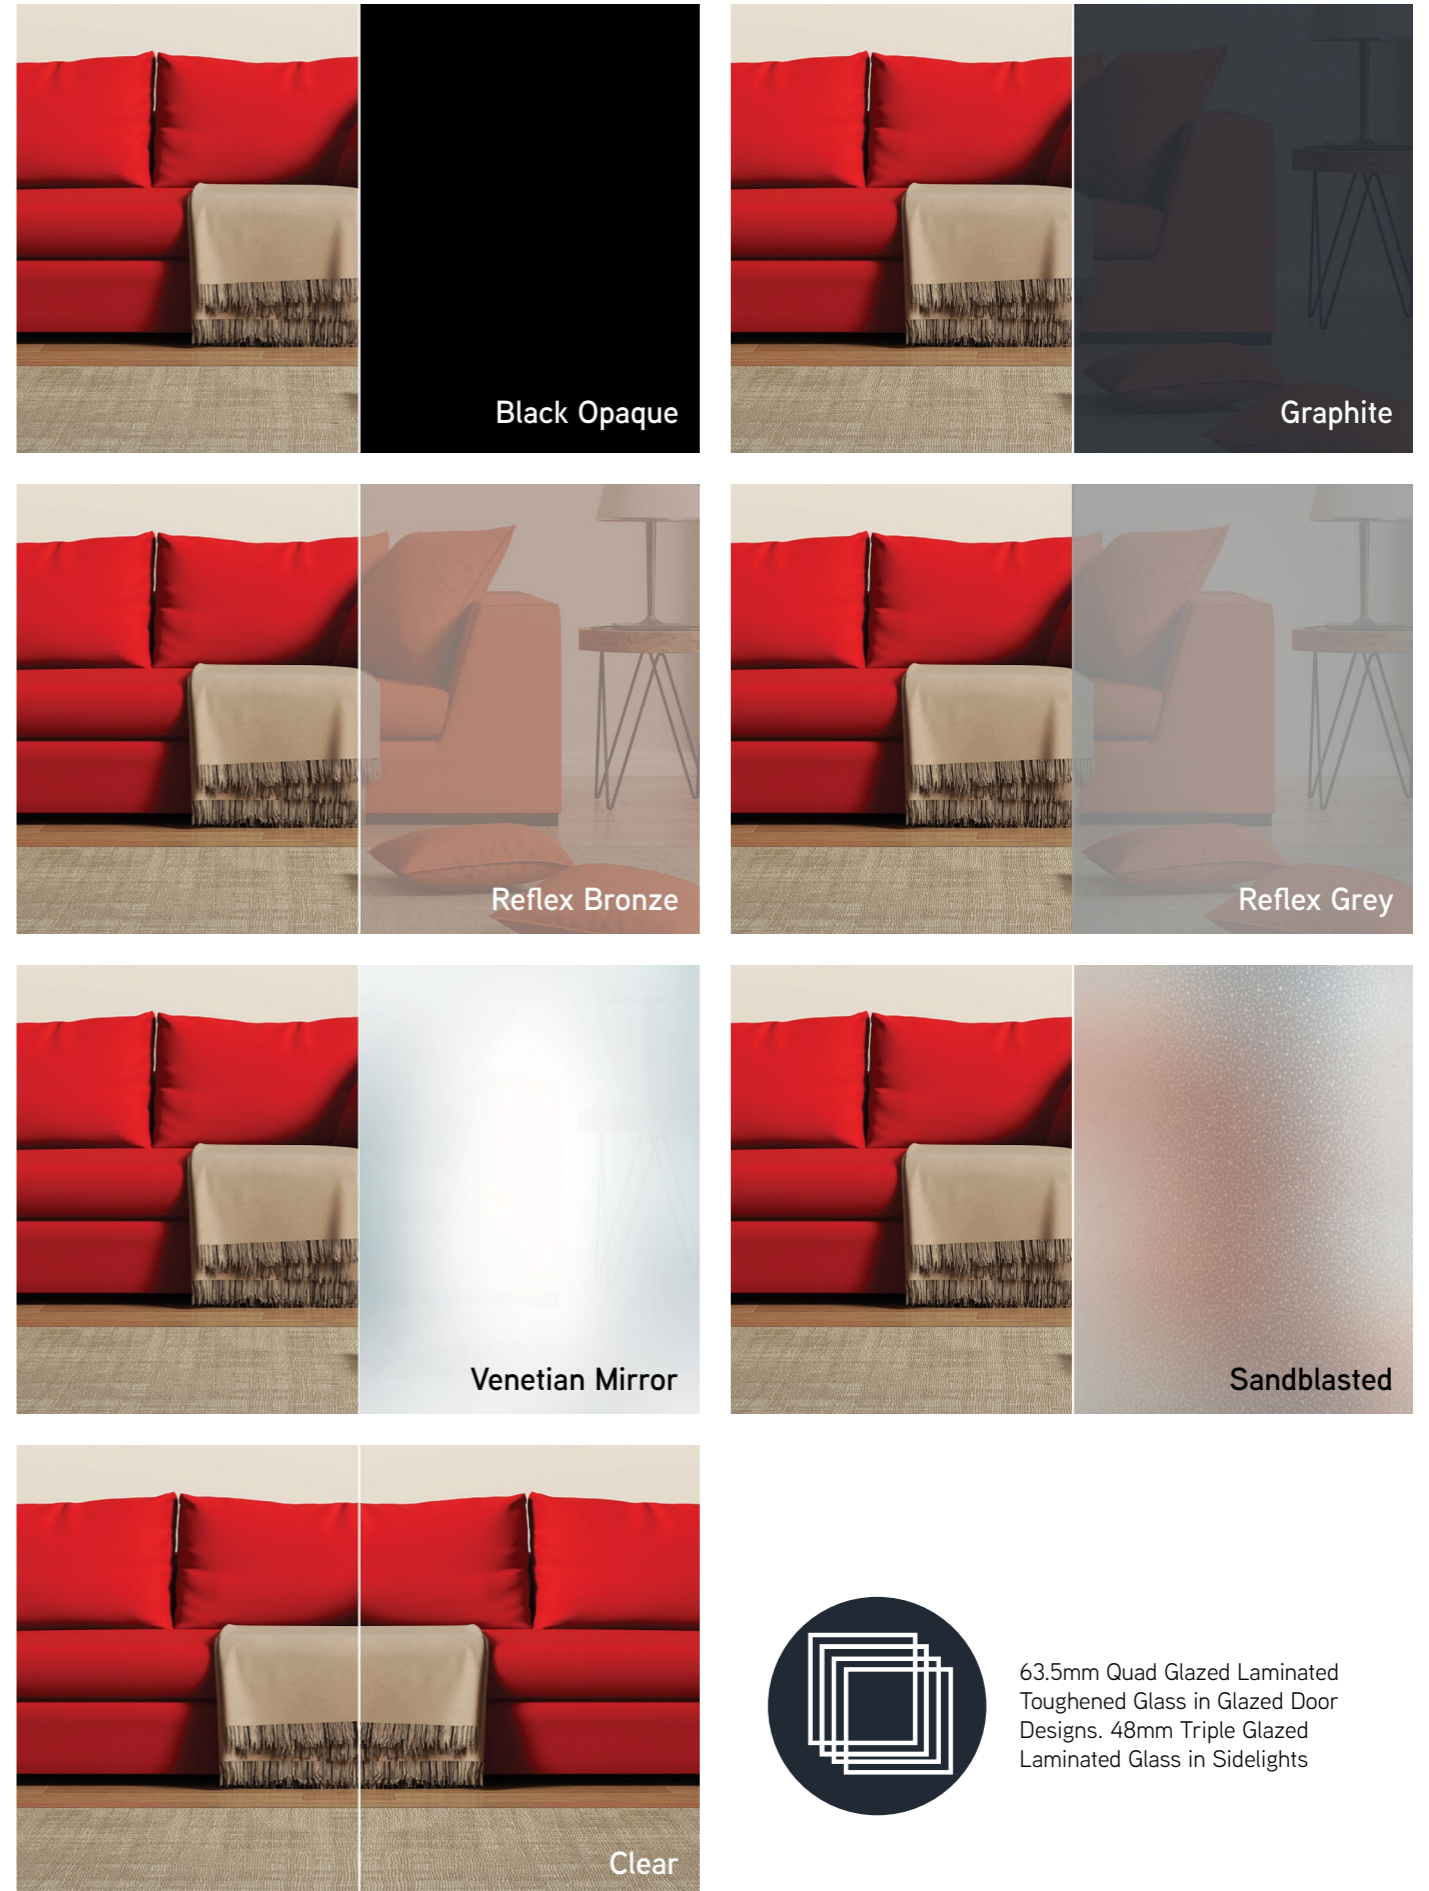 Black Opaque
Graphite
Reflex Bronze
Reflex Grey
Venetian Mirror
Sandblasted
Clear
63.5mm Quad Glazed Laminated
Toughened Glass in Glazed Door
Designs. 48mm Triple Glazed
Laminated Glass in Sidelights